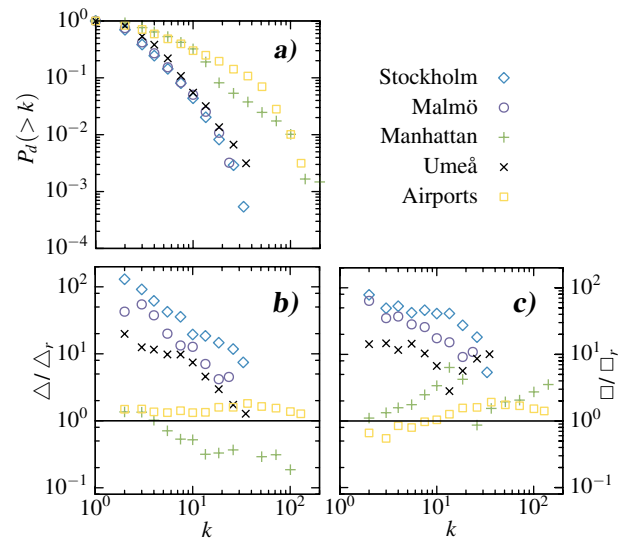 10^0
10^-1
10^-2
10^-3
10^-4
P_d(> k)
a)
Stockholm
Malmö
Manhattan
Umeå
Airports
10^2
10^1
10^0
10^-1
△/△_r
b)
10^0
10^1
10^2
k
c)
10^2
10^1
10^0
10^-1
□/□_r
10^0
10^1
10^2
k